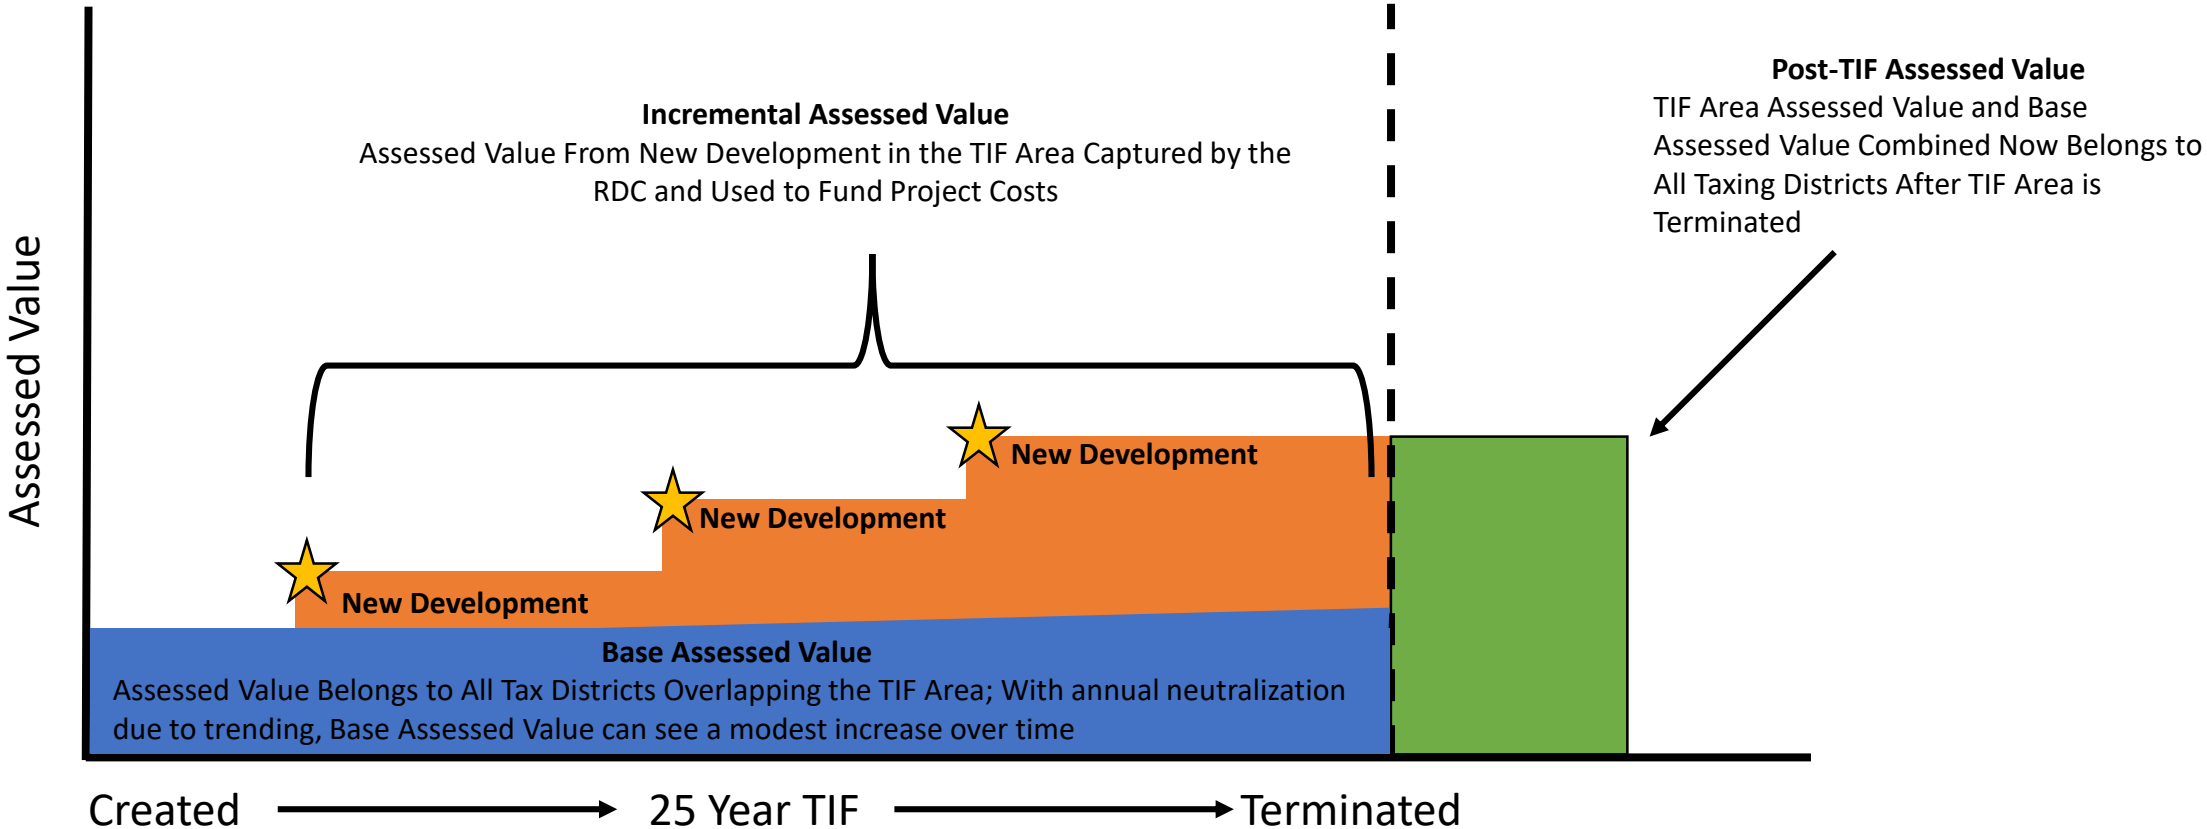 Assessed Value
Incremental Assessed Value
Assessed Value From New Development in the TIF Area Captured by the
RDC and Used to Fund Project Costs
Post-TIF Assessed Value
TIF Area Assessed Value and Base
Assessed Value Combined Now Belongs to
All Taxing Districts After TIF Area is
Terminated
New Development
New Development
New Development
Base Assessed Value
Assessed Value Belongs to All Tax Districts Overlapping the TIF Area; With annual neutralization
due to trending, Base Assessed Value can see a modest increase over time
Created
25 Year TIF
Terminated